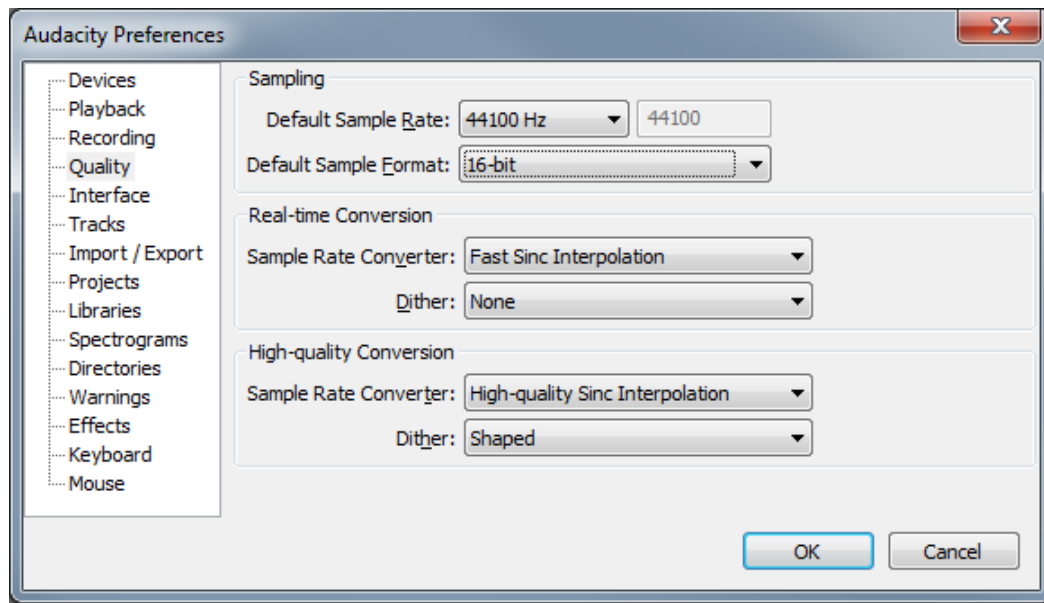 Audacity Preferences
Devices
Playback
Recording
Quality
Interface
Tracks
Import / Export
Projects
Libraries
Spectrograms
Directories
Warnings
Effects
Keyboard
Mouse
Sampling
Default Sample Rate: 44100 Hz 44100
Default Sample Format: 16-bit
Real-time Conversion
Sample Rate Converter: Fast Sinc Interpolation
Dither: None
High-quality Conversion
Sample Rate Converter: High-quality Sinc Interpolation
Dither: Shaped
OK Cancel